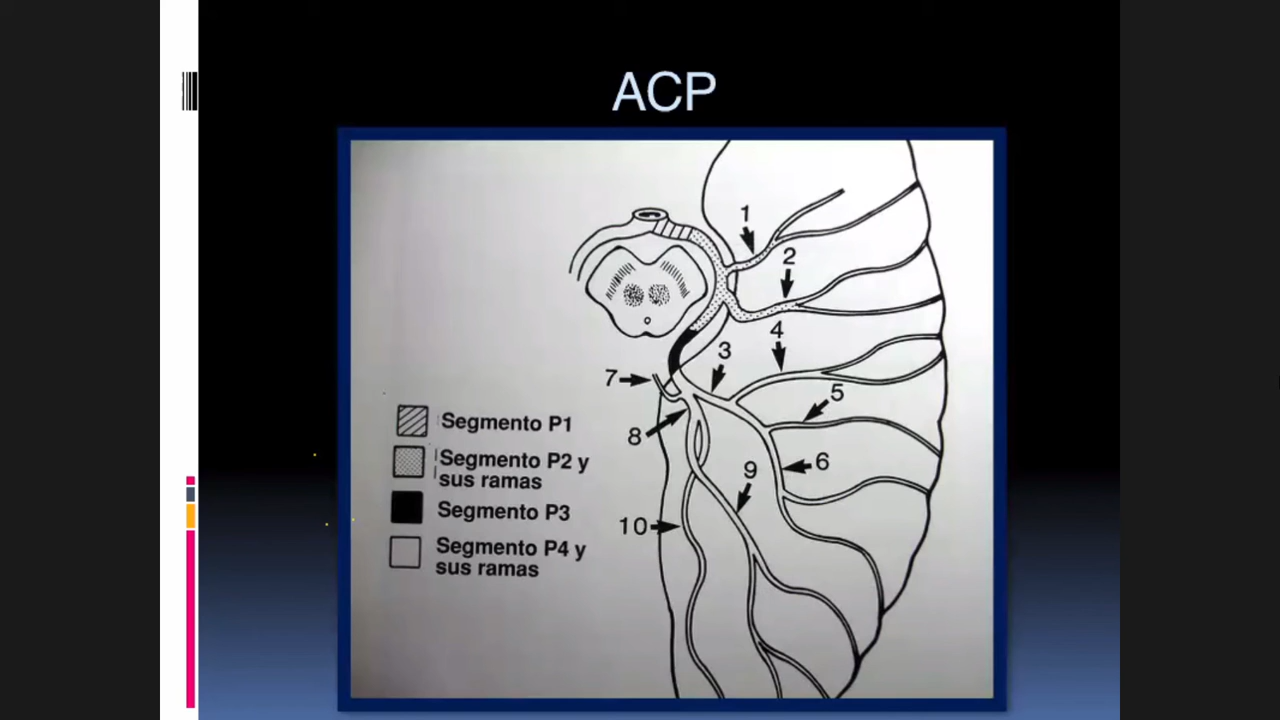 ACP
1
2
4
3
7
5
8
6
9
10
Segmento P1
Segmento P2 y
sus ramas
Segmento P3
Segmento P4 y
sus ramas